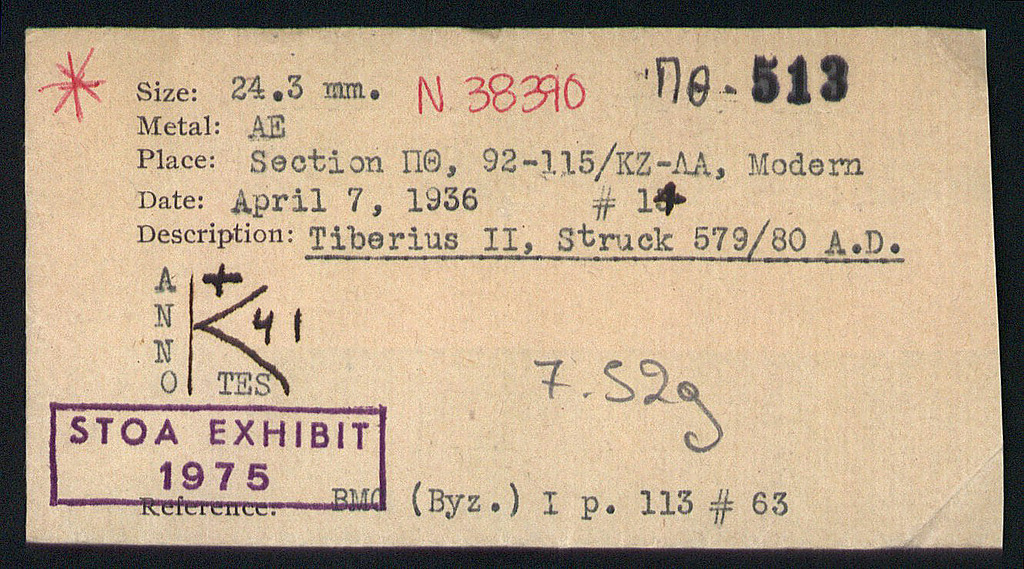 Size: 24.3 mm. N 38390 ΠΘ - 513
Metal: AE
Place: Section ΠΘ, 92-115/ΚΖ-ΛΑ, Modern
Date: April 7, 1936 #
Description: Tiberius II, Struck 579/80 A.D.
A
N
N
O
+
K
4 1
TES
7.52g
STOA EXHIBIT
1975
Reference: BMC (Byz.) I p. 113 # 63